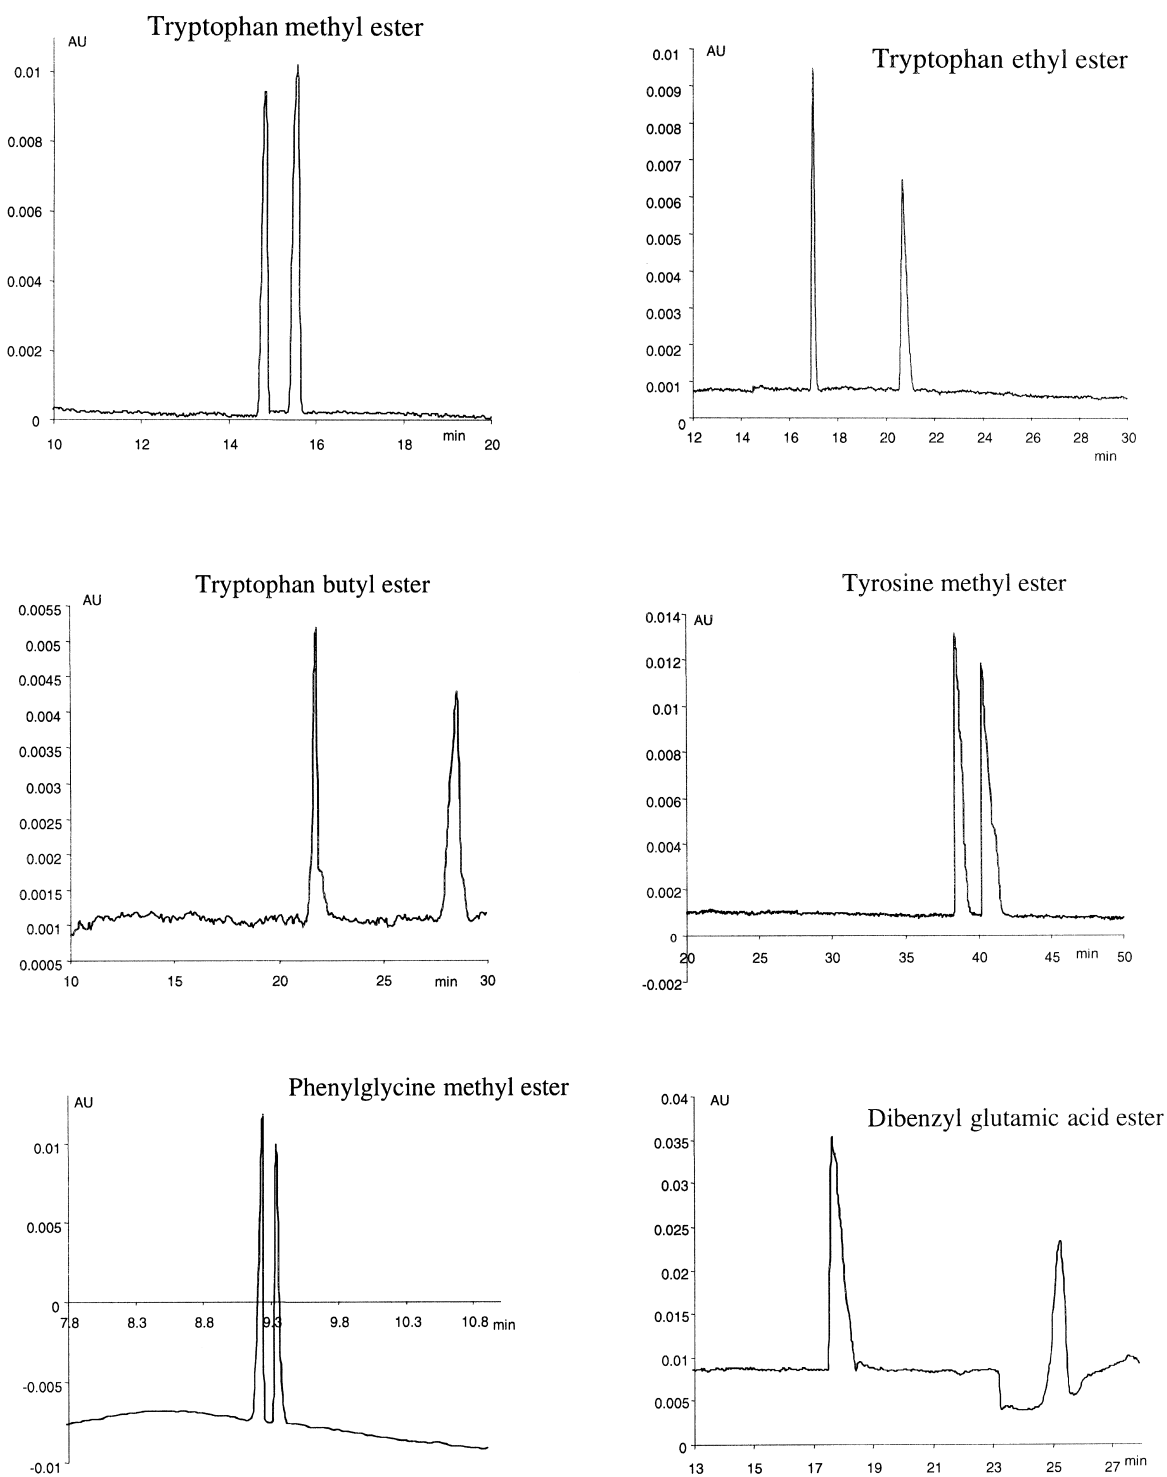 Tryptophan methyl ester
AU
0.01
0.008
0.006
0.004
0.002
0
10 12 14 16 18 min 20
Tryptophan ethyl ester
AU
0.01
0.009
0.008
0.007
0.006
0.005
0.004
0.003
0.002
0.001
0
12 14 16 18 20 22 24 26 28 30
min
Tryptophan butyl ester
AU
0.0055
0.005
0.0045
0.004
0.0035
0.003
0.0025
0.002
0.0015
0.001
0.0005
10 15 20 25 min 30
Tyrosine methyl ester
AU
0.014
0.012
0.01
0.008
0.006
0.004
0.002
0
20 25 30 35 40 45 min 50
-0.002
Phenylglycine methyl ester
AU
0.01
0.005
0
7.8 8.3 8.8 9.3 9.8 10.3 10.8 min
-0.005
-0.01
Dibenzyl glutamic acid ester
AU
0.04
0.035
0.03
0.025
0.02
0.015
0.01
0.005
0
13 15 17 19 21 23 25 27 min